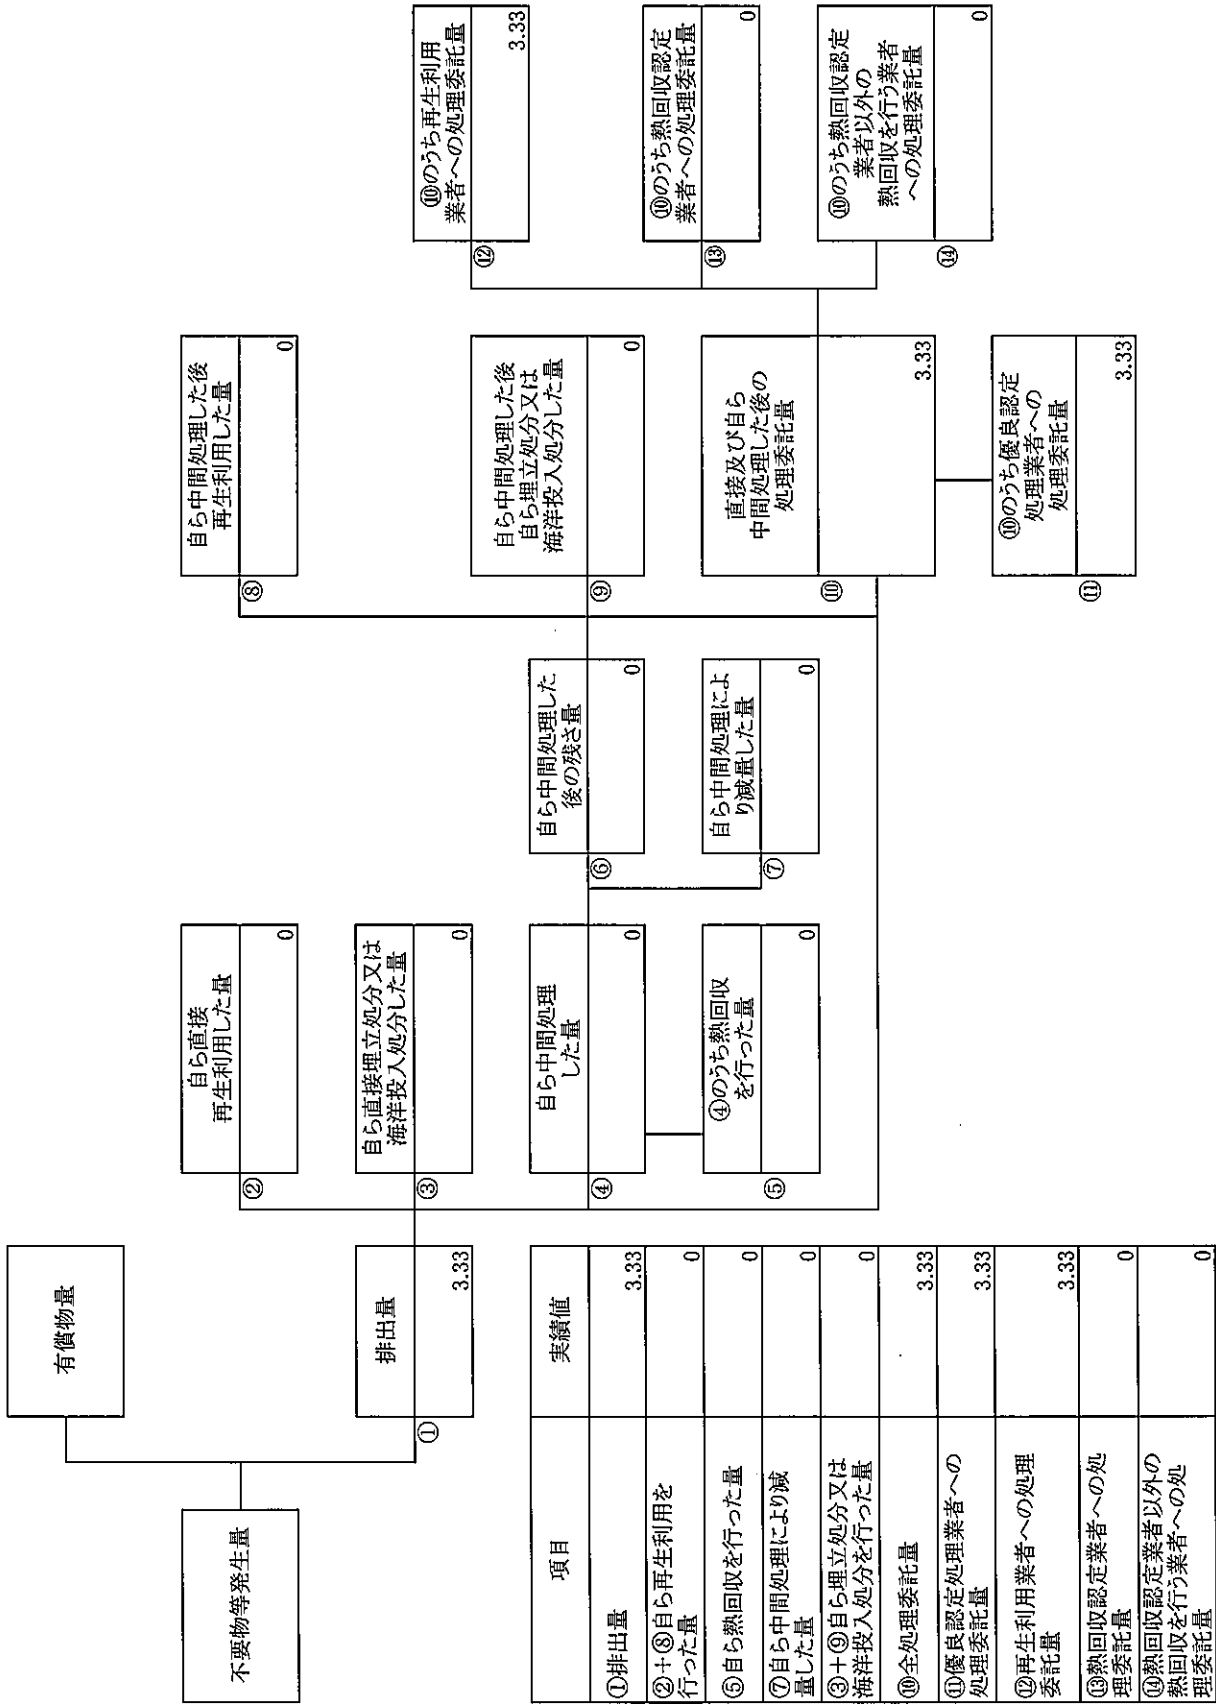 不要物等発生量
有償物量
①
排出量
3.33
②
自ら直接
再生利用した量
0
③
自ら直接埋立処分又は
海洋投入処分した量
0
④
自ら中間処理
した量
0
⑤
④のうち熱回収
を行った量
0
⑥
自ら中間処理した
後の残さ量
0
⑦
自ら中間処理によ
り減量した量
0
⑧
自ら中間処理した後
再生利用した量
0
⑨
自ら中間処理した後
自ら埋立処分又は
海洋投入処分した量
0
⑩
直接及び自ら
中間処理した後の
処理委託量
3.33
⑪
⑩のうち優良認定
処理業者への
処理委託量
3.33
⑫
⑩のうち再生利用
業者への処理委託量
3.33
⑬
⑩のうち熱回収認定
業者への処理委託量
0
⑭
⑩のうち熱回収認定
業者以外の
熱回収を行う業者
への処理委託量
0
項目 実績値
①排出量 3.33
②+⑧自ら再生利用を
行った量 0
⑤自ら熱回収を行った量 0
⑦自ら中間処理により減
量した量 0
③+⑨自ら埋立処分又は
海洋投入処分を行った量 0
⑩全処理委託量 3.33
⑪優良認定処理業者への
処理委託量 3.33
⑫再生利用業者への処理
委託量 3.33
⑬熱回収認定業者への処
理委託量 0
⑭熱回収認定業者以外の
熱回収を行う業者への処
理委託量 0